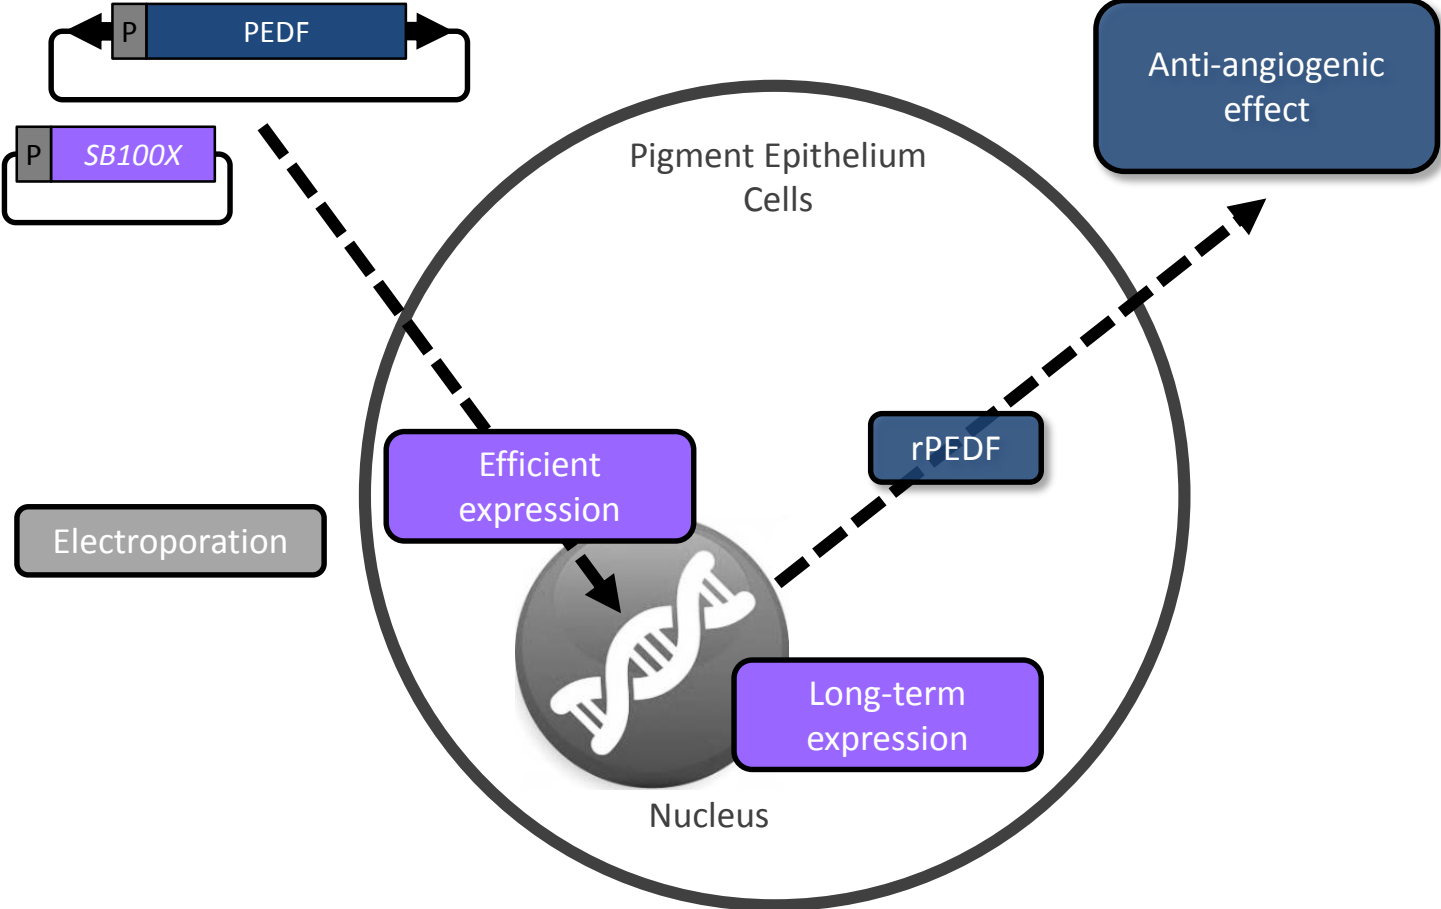 P PEDF
P SB100X
Anti-angiogenic
effect
Pigment Epithelium
Cells
Efficient
expression
rPEDF
Electroporation
Long-term
expression
Nucleus